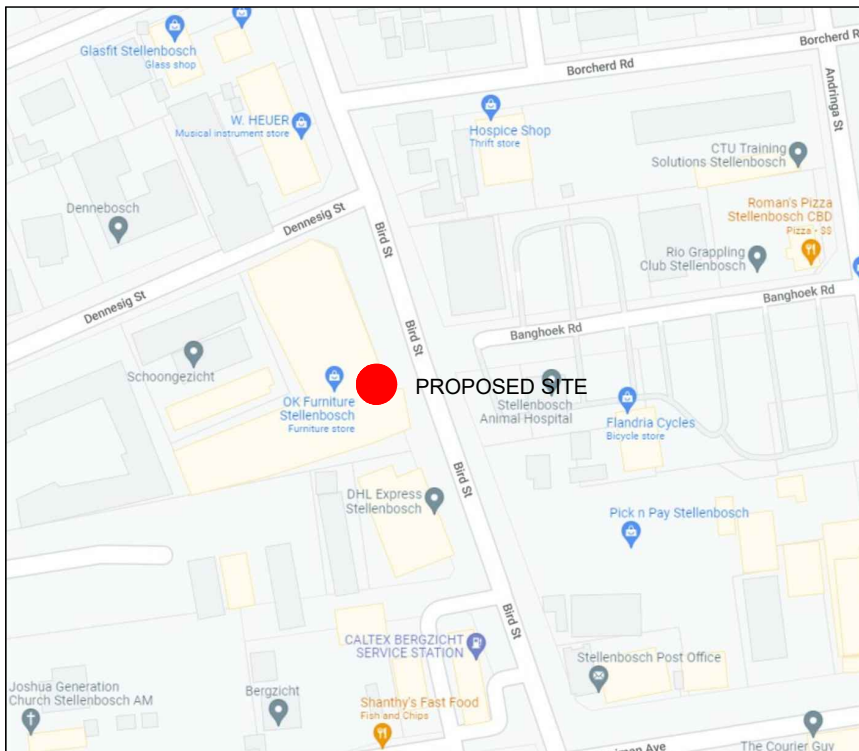 Glasfit Stellenbosch
Glass shop
Borcherd Rd
Borcherd R
Andringa St
W. HEUER
Musical instrument store
Hospice Shop
Thrift store
CTU Training
Solutions Stellenbosch
Dennebosch
Dennesig St
Bird St
Roman's Pizza
Stellenbosch CBD
Pizza • $$
Rio Grappling
Club Stellenbosch
Dennesig St
Bird St
Banghoek Rd
Banghoek Rd
Schoongezicht
OK Furniture
Stellenbosch
Furniture store
PROPOSED SITE
Stellenbosch
Animal Hospital
Flandria Cycles
Bicycle store
DHL Express
Stellenbosch
Bird St
Pick n Pay Stellenbosch
Bird St
CALTEX BERGZICHT
SERVICE STATION
Stellenbosch Post Office
Joshua Generation
Church Stellenbosch AM
Bergzicht
Shanthy's Fast Food
Fish and Chips
Ave
The Courier Guy